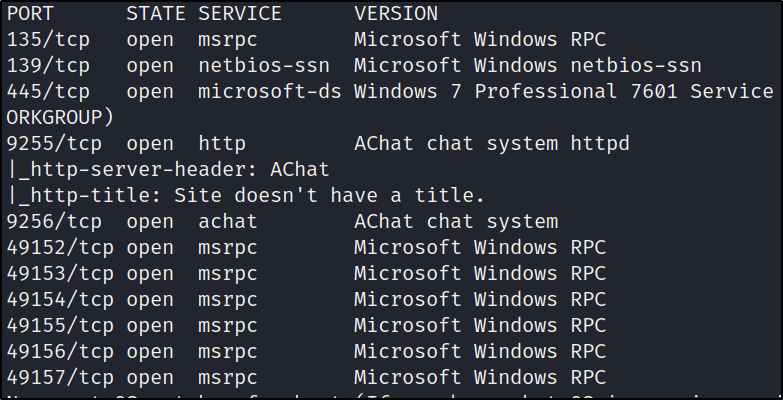 PORT STATE SERVICE VERSION
135/tcp open msrpc Microsoft Windows RPC
139/tcp open netbios-ssn Microsoft Windows netbios-ssn
445/tcp open microsoft-ds Windows 7 Professional 7601 Service
ORKGROUP)
9255/tcp open http AChat chat system httpd
|_http-server-header: AChat
|_http-title: Site doesn't have a title.
9256/tcp open achat AChat chat system
49152/tcp open msrpc Microsoft Windows RPC
49153/tcp open msrpc Microsoft Windows RPC
49154/tcp open msrpc Microsoft Windows RPC
49155/tcp open msrpc Microsoft Windows RPC
49156/tcp open msrpc Microsoft Windows RPC
49157/tcp open msrpc Microsoft Windows RPC